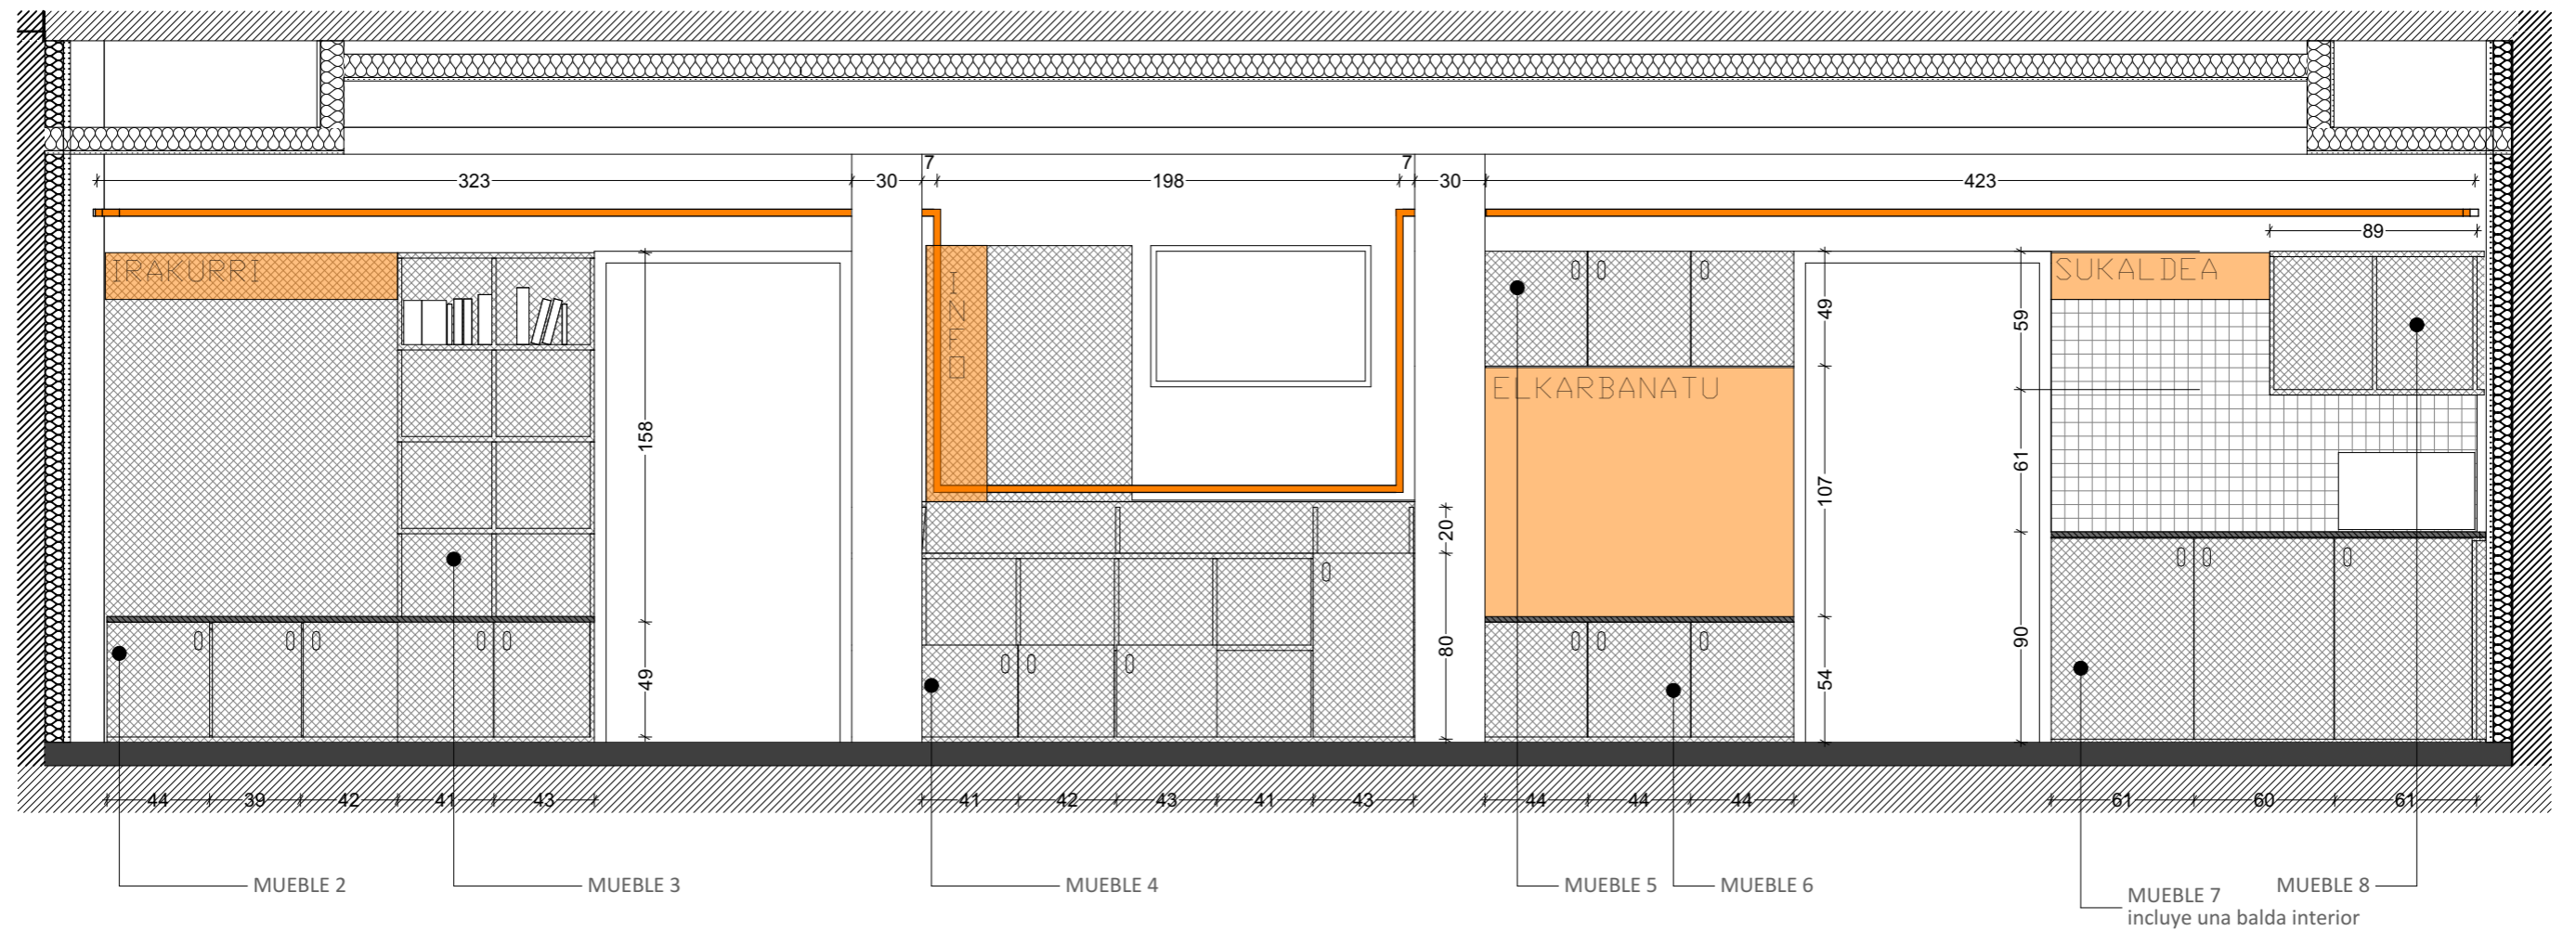 7
7
323
30
198
30
423
89
IRAKURRI
INFO
SUKALDEA
49
59
ELKARBANATU
158
107
61
20
49
80
54
90
44
39
42
41
43
41
42
43
41
43
44
44
44
61
60
61
MUEBLE 2
MUEBLE 3
MUEBLE 4
MUEBLE 5
MUEBLE 6
MUEBLE 7
incluye una balda interior
MUEBLE 8